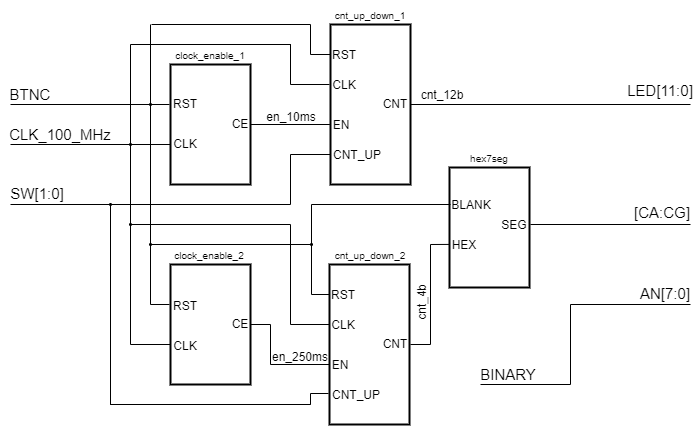 cnt_up_down_1
clock_enable_1
RST
CLK
CNT
EN
CNT_UP
cnt_12b
LED[11:0]
BTNC
RST
CE
en_10ms
CLK_100_MHz
CLK
SW[1:0]
hex7seg
BLANK
SEG
HEX
[CA:CG]
clock_enable_2
cnt_up_down_2
RST
CLK
CE
en_250ms
RST
CLK
CNT
EN
CNT_UP
cnt_4b
AN[7:0]
BINARY